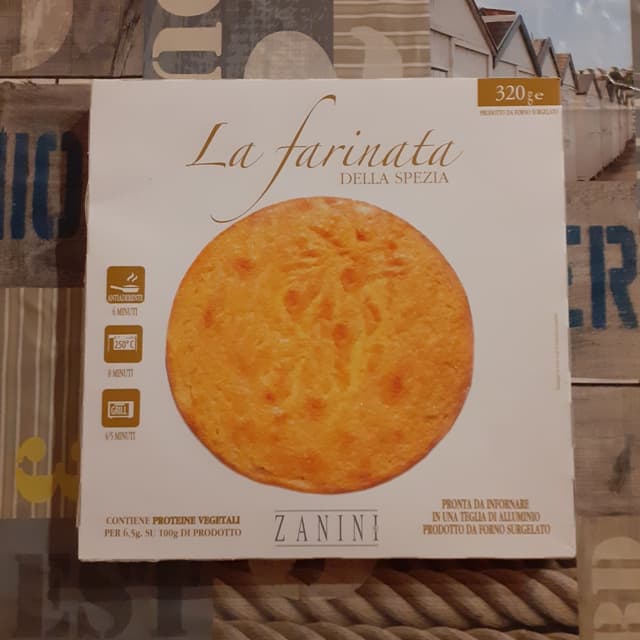 320g e
PRODOTTO DA FORNO SURGELATO
La farinata
DELLA SPEZIA
ANTIADERENTE
6 MINUTI
250° C
8 MINUTI
GRILL
4/5 MINUTI
CONTIENE PROTEINE VEGETALI
PER 6,5g. SU 100g DI PRODOTTO
ZANINI
PRONTA DA INFORNARE
IN UNA TEGLIA DI ALLUMINIO
PRODOTTO DA FORNO SURGELATO